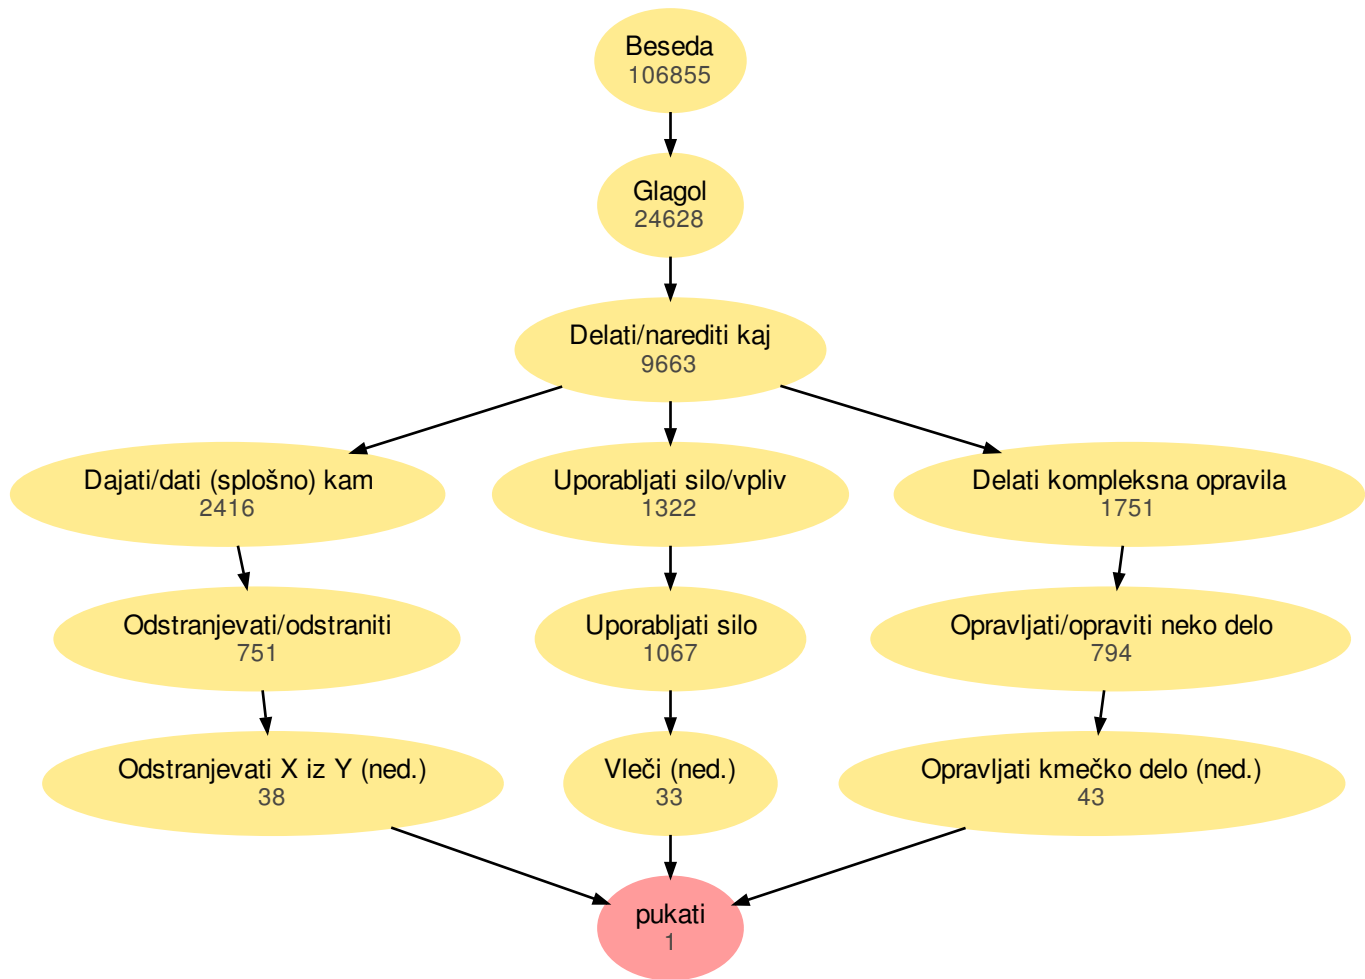 Beseda
106855
Glagol
24628
Delati/narediti kaj
9663
Dajati/dati (splošno) kam
2416
Uporabljati silo/vpliv
1322
Delati kompleksna opravila
1751
Odstranjevati/odstraniti
751
Uporabljati silo
1067
Opravljati/opraviti neko delo
794
Odstranjevati X iz Y (ned.)
38
Vleči (ned.)
33
Opravljati kmečko delo (ned.)
43
pukati
1